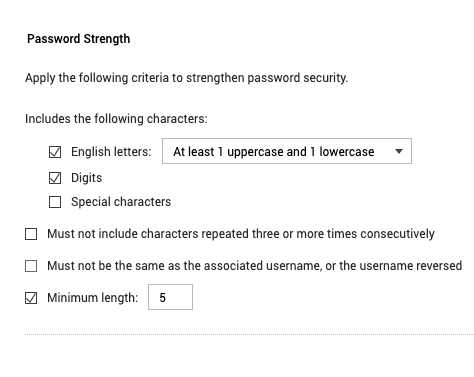 Password Strength
Apply the following criteria to strengthen password security.
Includes the following characters:
English letters: At least 1 uppercase and 1 lowercase
Digits
Special characters
Must not include characters repeated three or more times consecutively
Must not be the same as the associated username, or the username reversed
Minimum length: 5